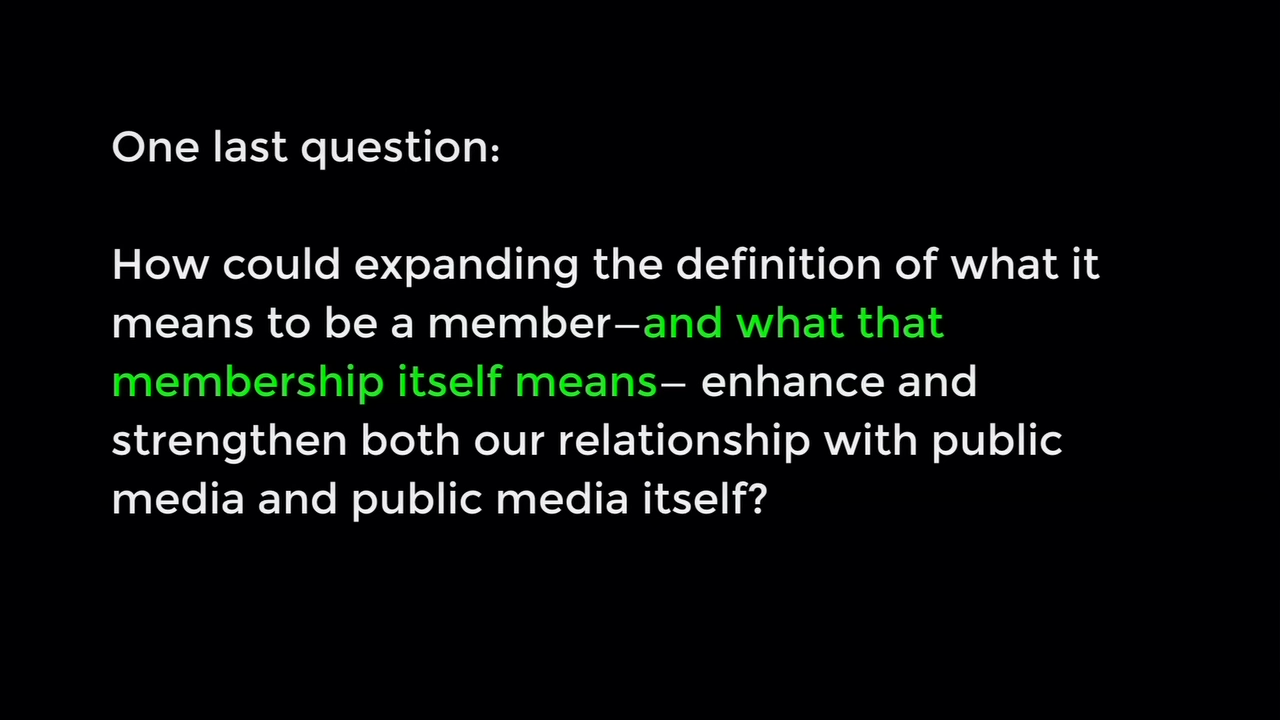 One last question:
How could expanding the definition of what it
means to be a member—and what that
membership itself means— enhance and
strengthen both our relationship with public
media and public media itself?